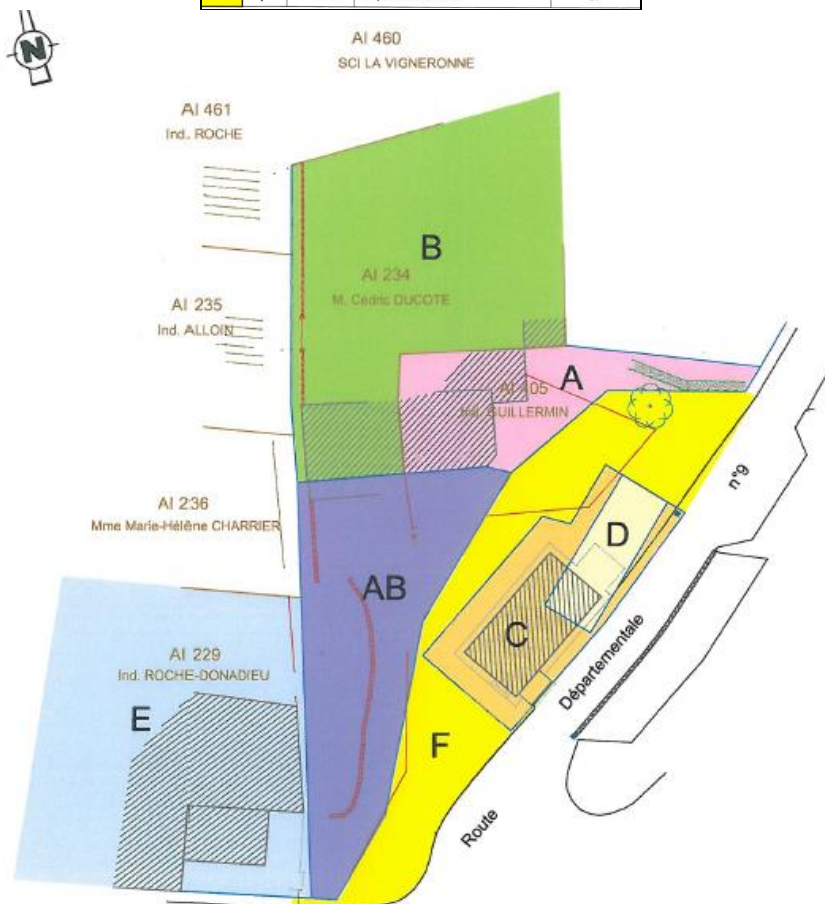 N
AI 460
SCI LA VIGNERONNE
AI 461
Ind. ROCHE
B
AI 234
M. Cédric DUCOTE
AI 235
Ind. ALLOIN
A
AI 405
GUILLERMIN
n°9
AI 236
Mme Marie-Hélène CHARRIER
D
AB
C
Départementale
AI 229
Ind. ROCHE-DONADIEU
E
F
Route